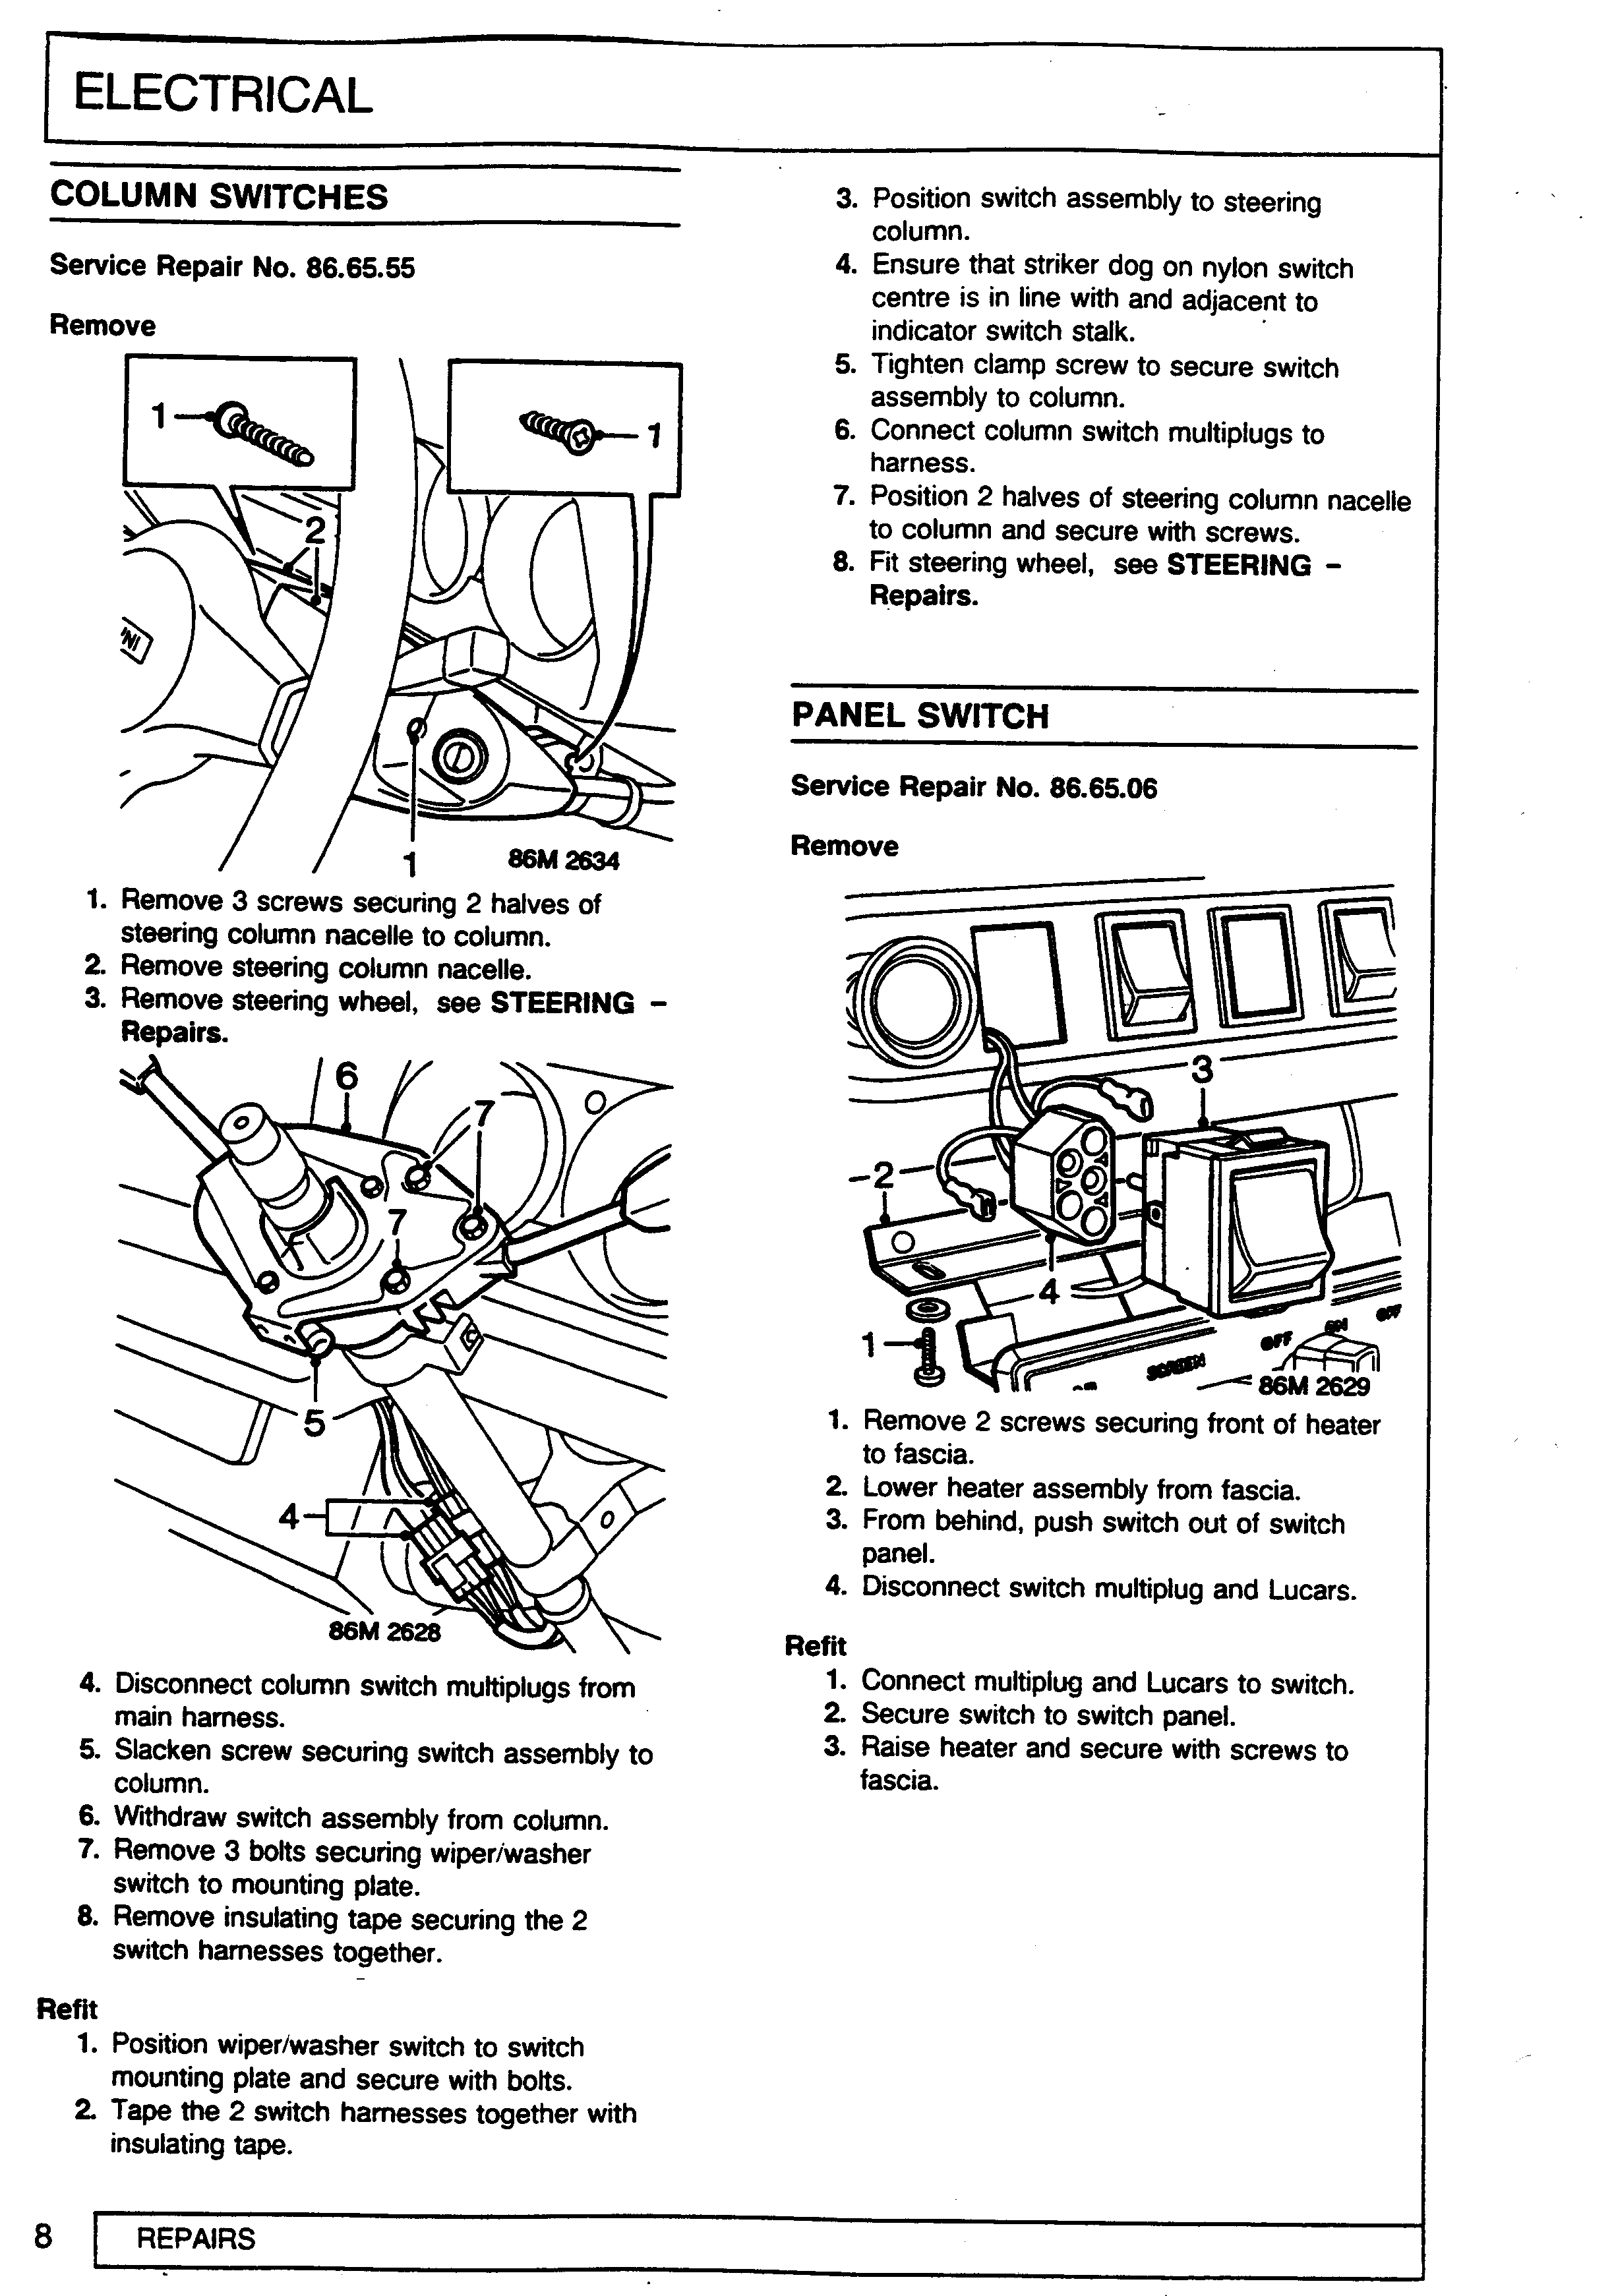 ELECTRICAL
COLUMN SWITCHES
Service Repair No. 86.65.55
Remove
1
1
2
INI
1
86M 2634
1. Remove 3 screws securing 2 halves of
steering column nacelle to column.
2. Remove steering column nacelle.
3. Remove steering wheel, see STEERING –
Repairs.
6
7
7
5
4
86M 2628
4. Disconnect column switch multiplugs from
main harness.
5. Slacken screw securing switch assembly to
column.
6. Withdraw switch assembly from column.
7. Remove 3 bolts securing wiper/washer
switch to mounting plate.
8. Remove insulating tape securing the 2
switch harnesses together.
Refit
1. Position wiper/washer switch to switch
mounting plate and secure with bolts.
2. Tape the 2 switch harnesses together with
insulating tape.
3. Position switch assembly to steering
column.
4. Ensure that striker dog on nylon switch
centre is in line with and adjacent to
indicator switch stalk.
5. Tighten clamp screw to secure switch
assembly to column.
6. Connect column switch multiplugs to
harness.
7. Position 2 halves of steering column nacelle
to column and secure with screws.
8. Fit steering wheel, see STEERING –
Repairs.
PANEL SWITCH
Service Repair No. 86.65.06
Remove
3
2
4
1
SCREEN
OFF
ON
OFF
86M 2629
1. Remove 2 screws securing front of heater
to fascia.
2. Lower heater assembly from fascia.
3. From behind, push switch out of switch
panel.
4. Disconnect switch multiplug and Lucars.
Refit
1. Connect multiplug and Lucars to switch.
2. Secure switch to switch panel.
3. Raise heater and secure with screws to
fascia.
8
REPAIRS